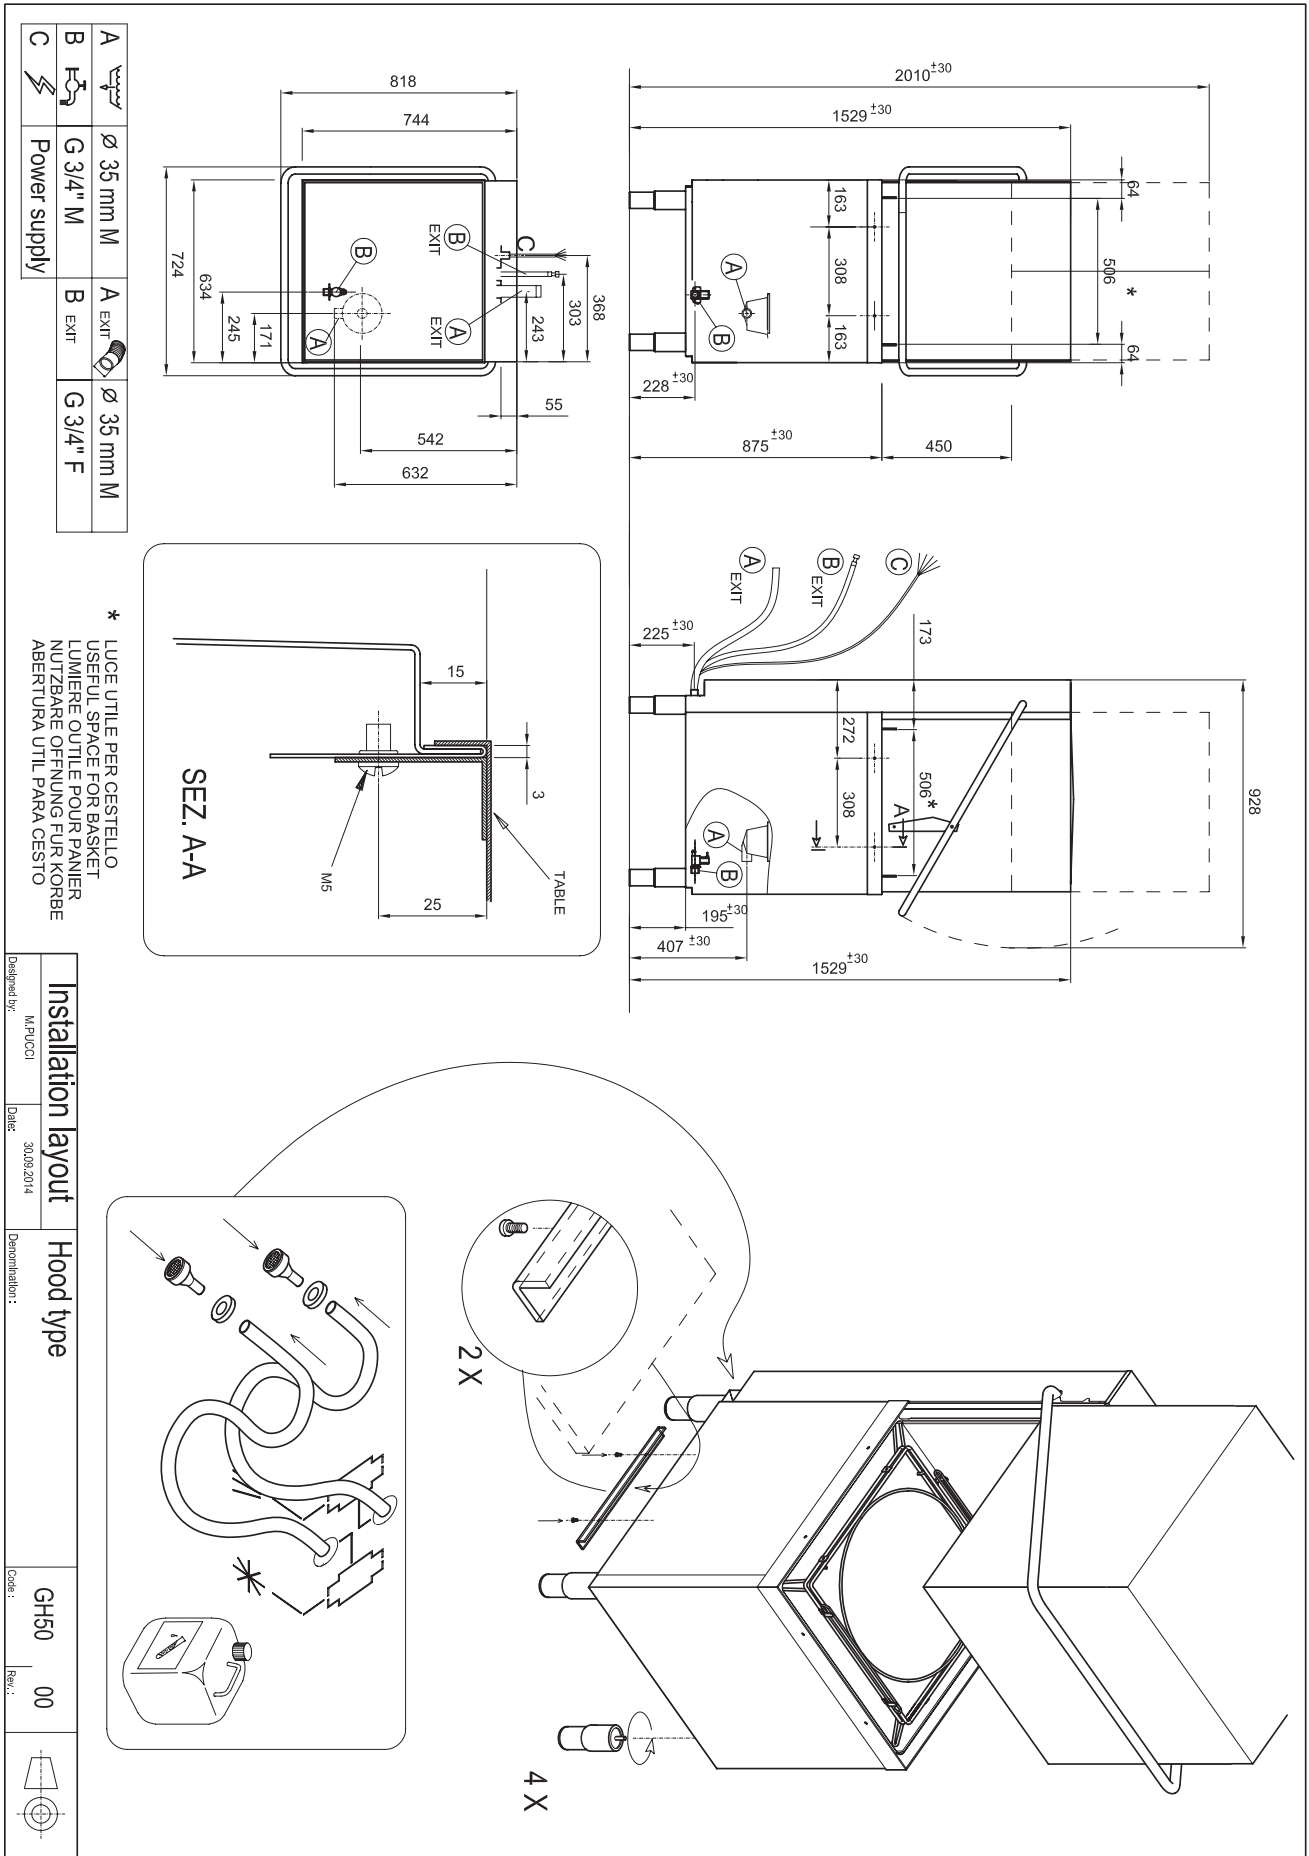 2010±30
1529±30
64
506
*
64
163
308
163
A
B
228±30
875±30
450
818
744
724
634
245
171
368
303
243
55
542
632
C
B
EXIT
A
EXIT
B
A
A
Ø 35 mm M
A EXIT
Ø 35 mm M
B
G 3/4" M
B EXIT
G 3/4" F
C
Power supply
928
173
506*
272
308
A
225±30
195±30
407 ±30
1529±30
C
B
EXIT
A
EXIT
A
B
15
3
25
M5
TABLE
SEZ. A-A
* LUCE UTILE PER CESTELLO
USEFUL SPACE FOR BASKET
LUMIERE OUTILE POUR PANIER
NUTZBARE OFFNUNG FUR KORBE
ABERTURA UTIL PARA CESTO
2 X
4 X
Installation layout
Hood type
GH50
00
Designed by:
M.PUCCI
Date:
30.09.2014
Denomination :
Code :
Rev. :